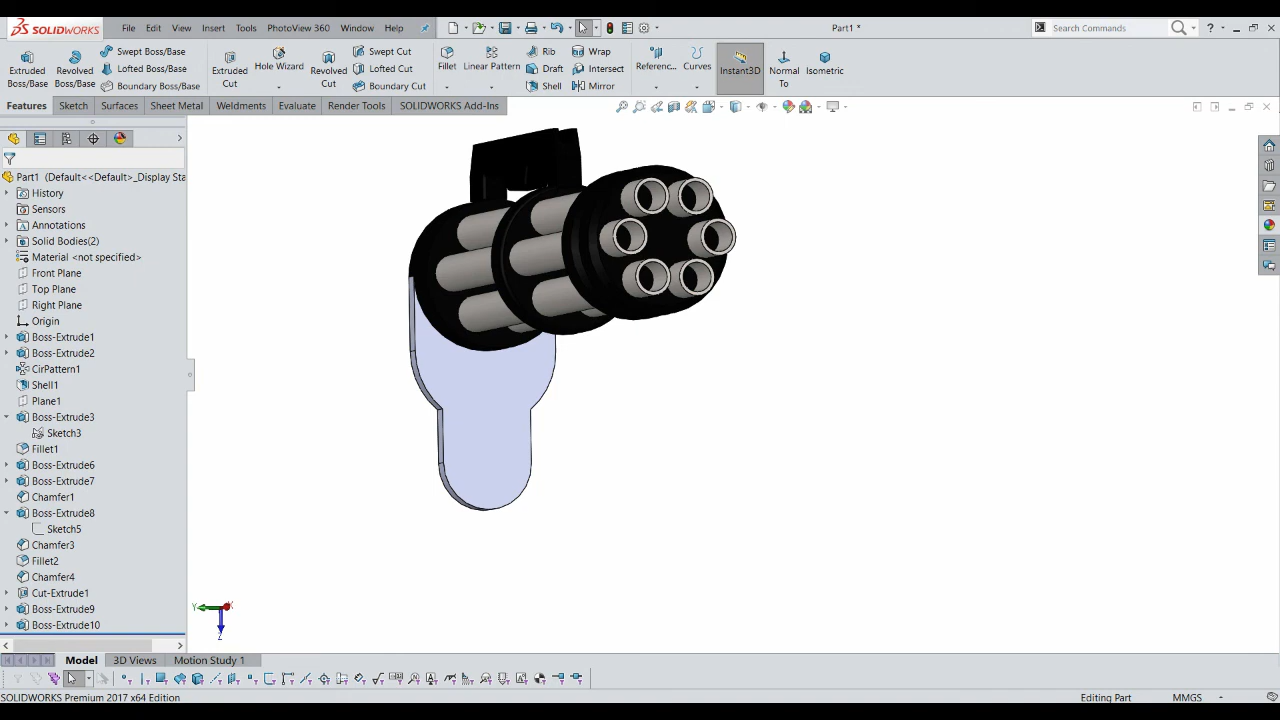 SOLIDWORKS File Edit View Insert Tools PhotoView 360 Window Help Part1 * Search Commands ?
Extruded Boss/Base Revolved Boss/Base Swept Boss/Base Lofted Boss/Base Boundary Boss/Base Extruded Cut Hole Wizard Revolved Cut Swept Cut Lofted Cut Boundary Cut Fillet Linear Pattern Rib Draft Shell Wrap Intersect Mirror Referenc... Curves Instant3D Normal To Isometric
Features Sketch Surfaces Sheet Metal Weldments Evaluate Render Tools SOLIDWORKS Add-Ins
Part1 (Default<<Default>_Display Sta
History
Sensors
Annotations
Solid Bodies(2)
Material <not specified>
Front Plane
Top Plane
Right Plane
Origin
Boss-Extrude1
Boss-Extrude2
CirPattern1
Shell1
Plane1
Boss-Extrude3
Sketch3
Fillet1
Boss-Extrude6
Boss-Extrude7
Chamfer1
Boss-Extrude8
Sketch5
Chamfer3
Fillet2
Chamfer4
Cut-Extrude1
Boss-Extrude9
Boss-Extrude10
Y X
Z
Model 3D Views Motion Study 1
SOLIDWORKS Premium 2017 x64 Edition Editing Part MMGS